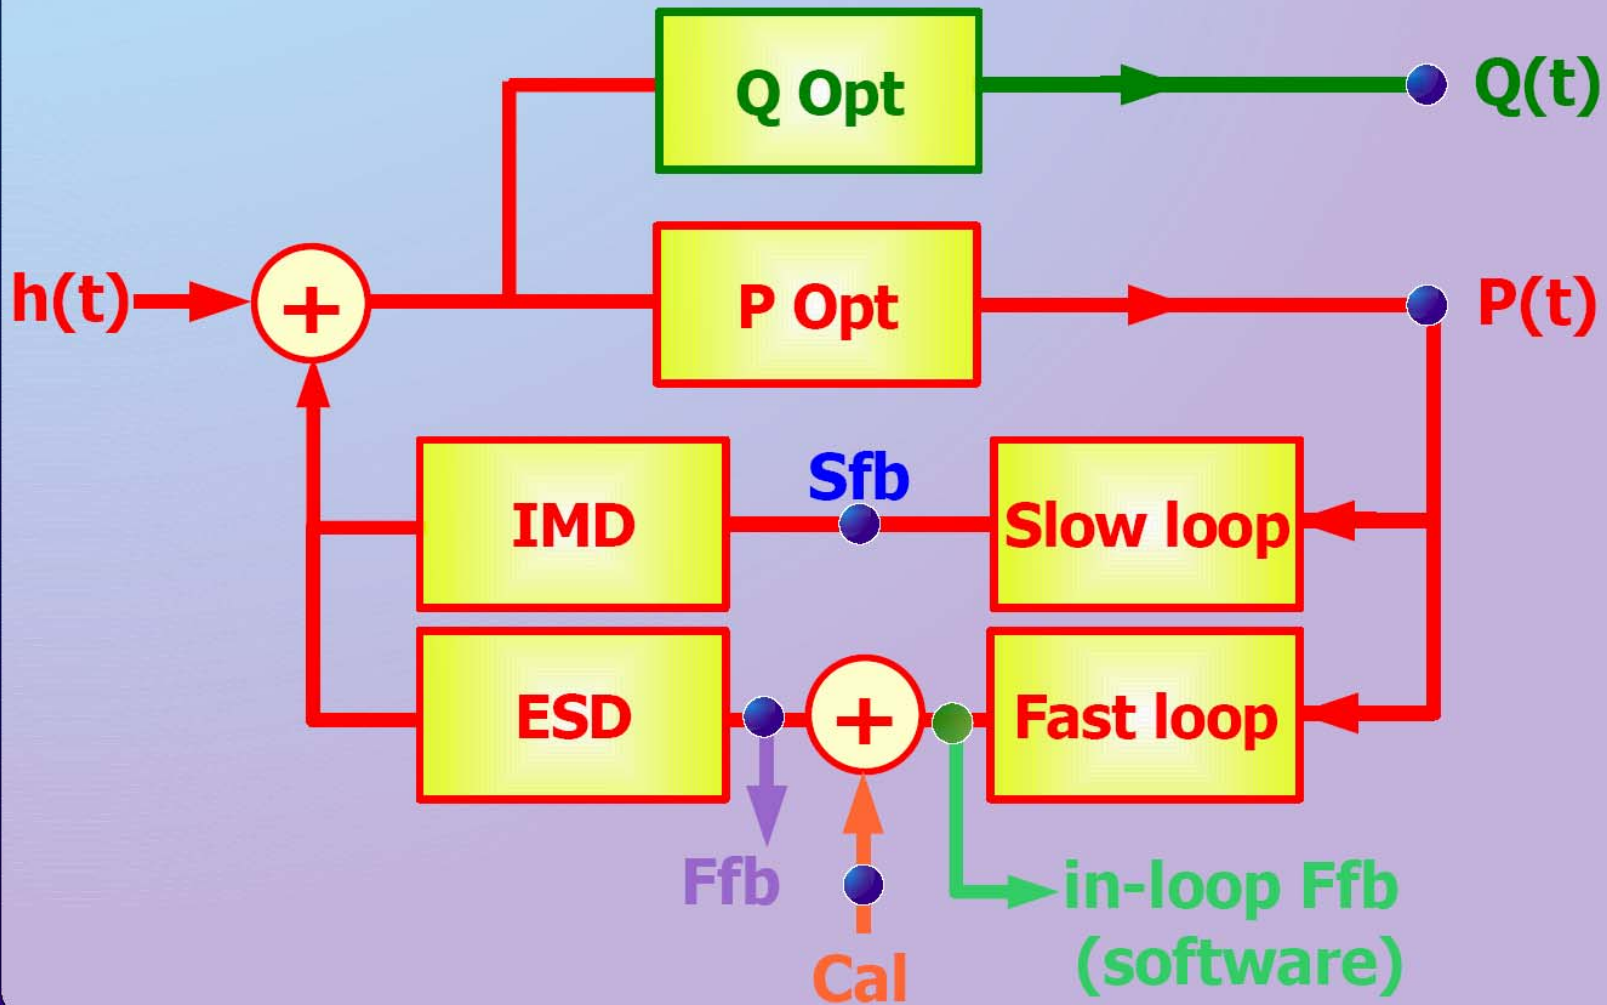 Q Opt
Q(t)
h(t)
+
P Opt
P(t)
IMD
Sfb
Slow loop
ESD
+
Fast loop
Ffb
Cal
in-loop Ffb
(software)